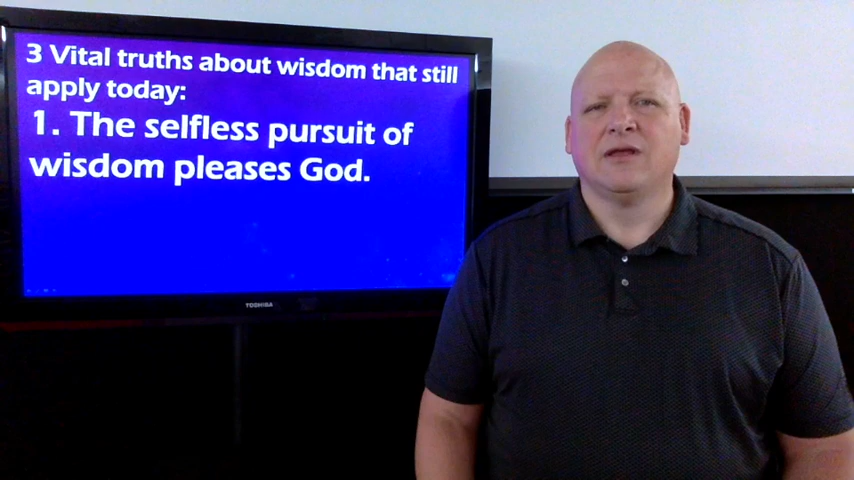 3 Vital truths about wisdom that still
apply today:
1. The selfless pursuit of
wisdom pleases God.
TOSHIBA